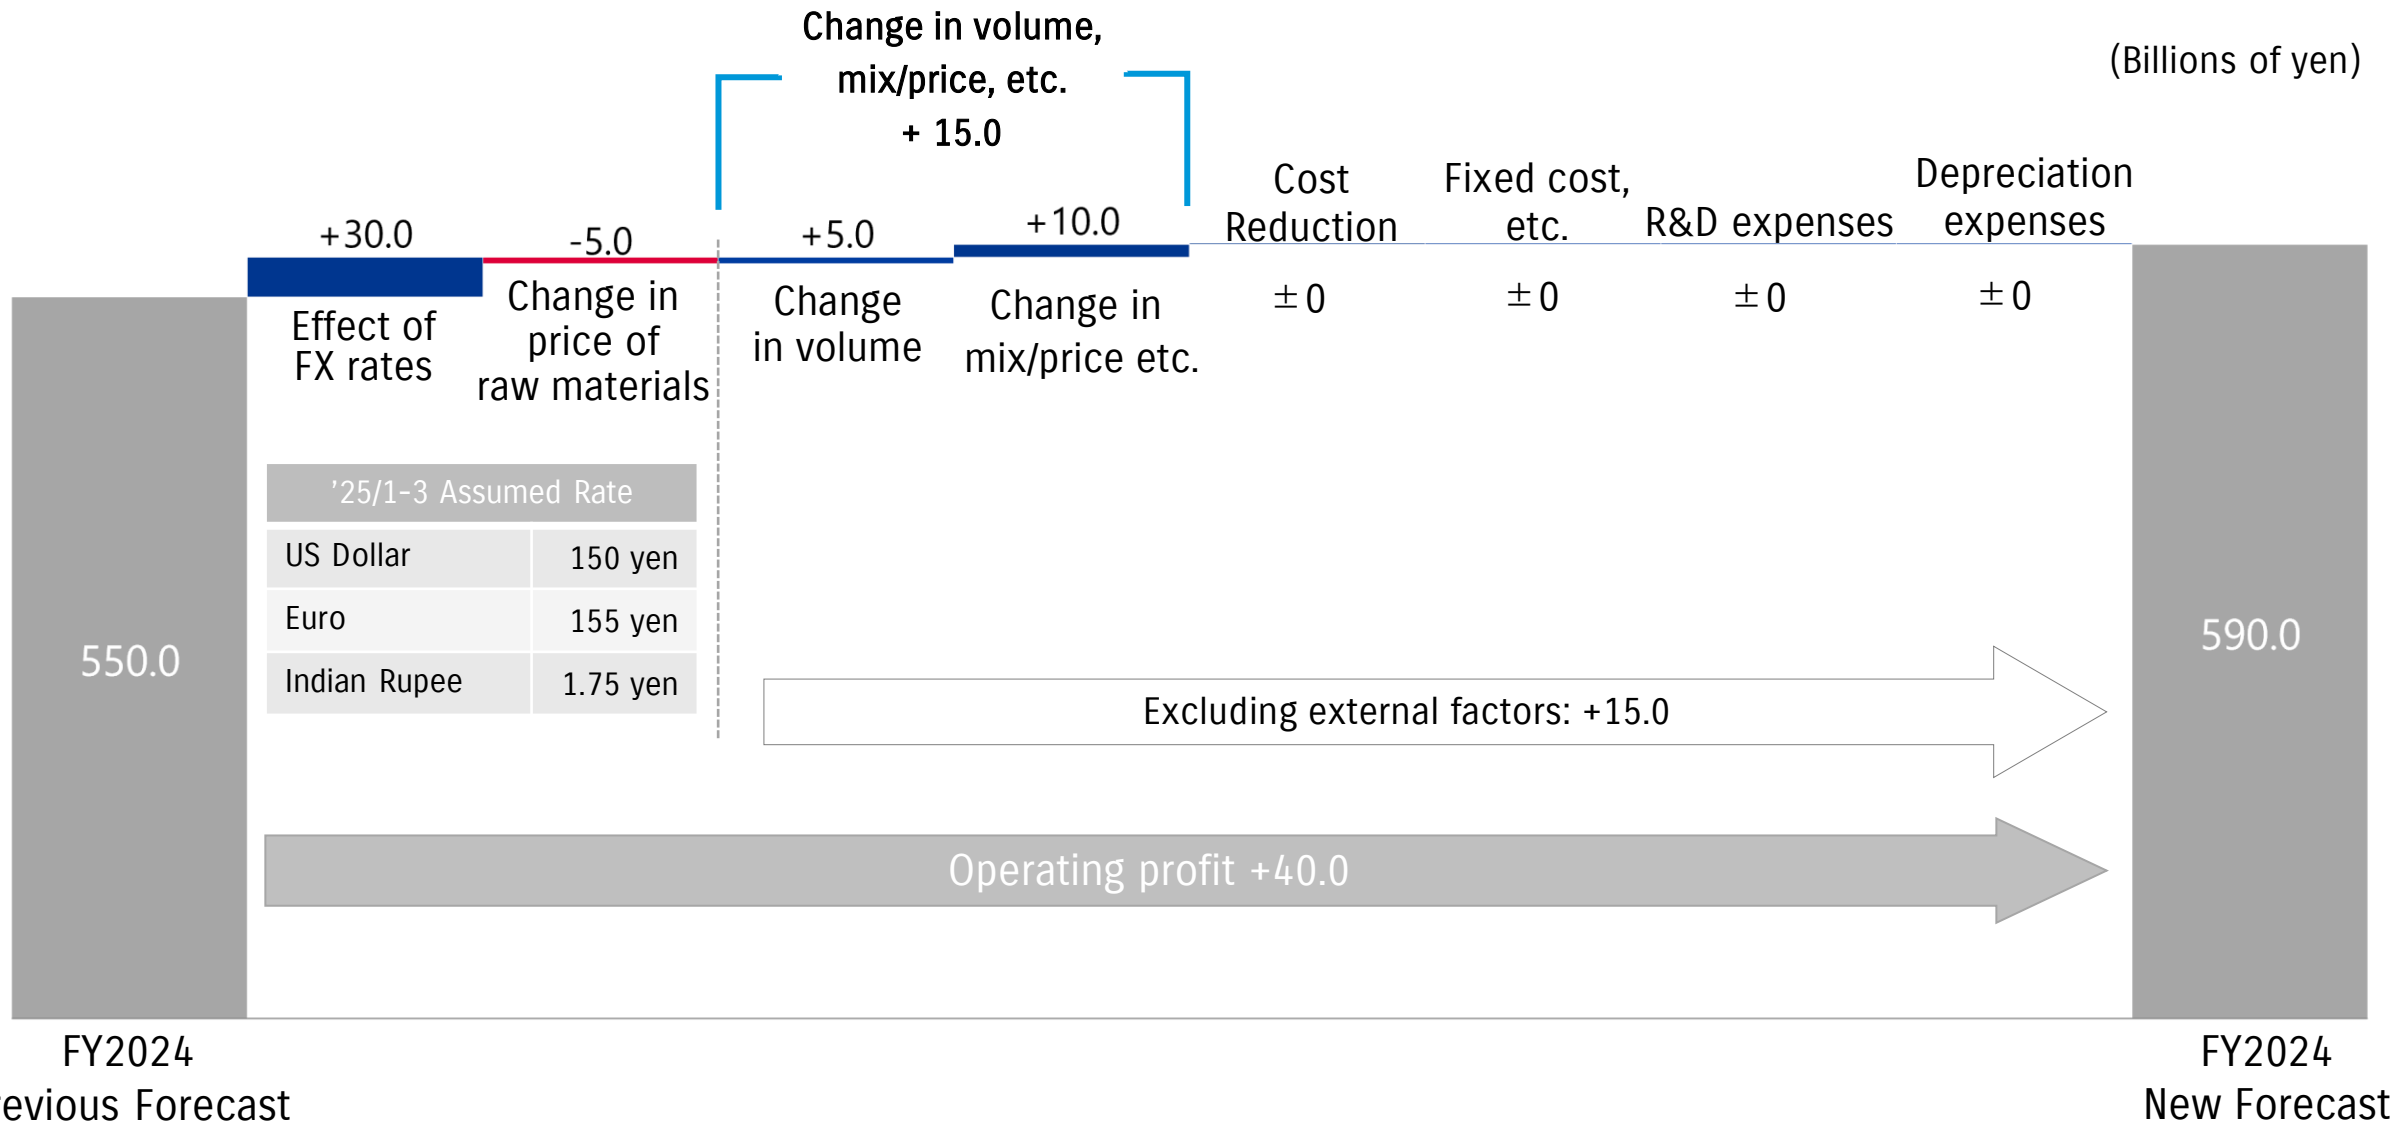 Change in volume,
mix/price, etc.
+ 15.0
(Billions of yen)
+30.0
Effect of
FX rates
-5.0
Change in
price of
raw materials
+5.0
Change
in volume
+10.0
Change in
mix/price etc.
Cost
Reduction
±0
Fixed cost,
etc.
±0
R&D expenses
±0
Depreciation
expenses
±0
550.0
’25/1-3 Assumed Rate
US Dollar 150 yen
Euro 155 yen
Indian Rupee 1.75 yen
590.0
Excluding external factors: +15.0
Operating profit +40.0
FY2024
evious Forecast
FY2024
New Forecast